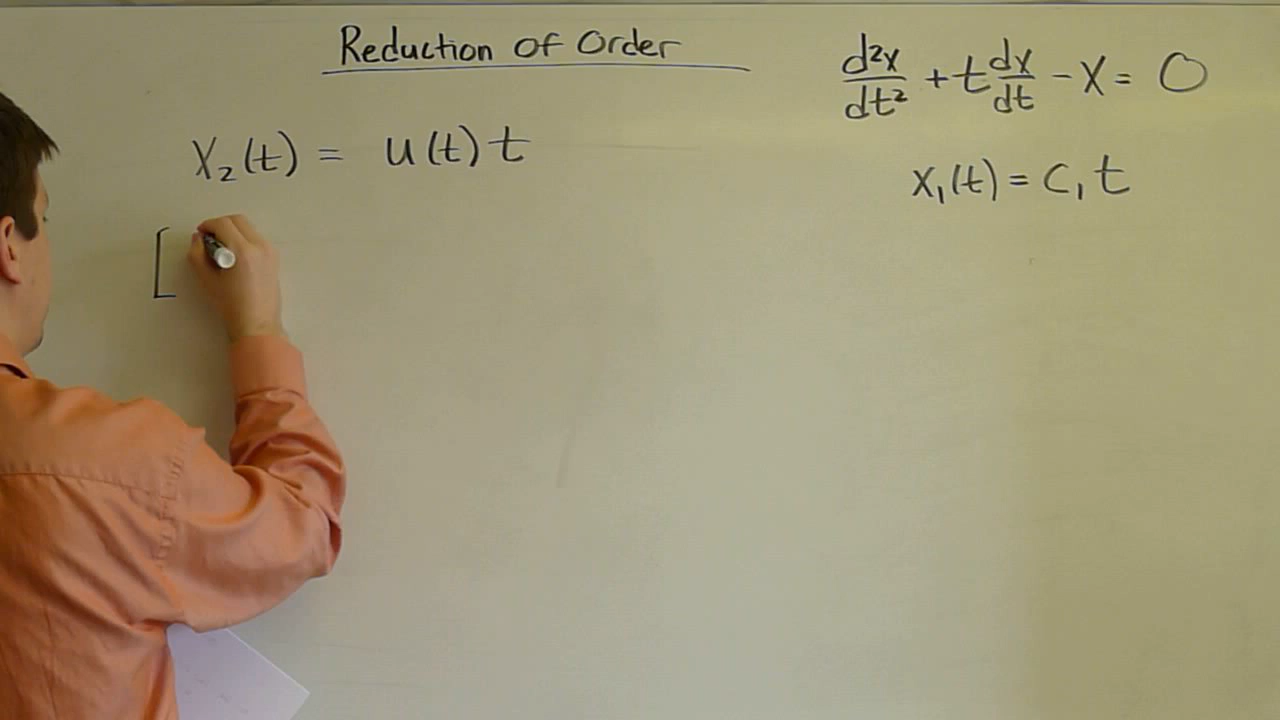 Reduction of Order
d²x/dt² + t dx/dt - x = 0
x₂(t) = u(t) t
x₁(t) = c₁ t
[